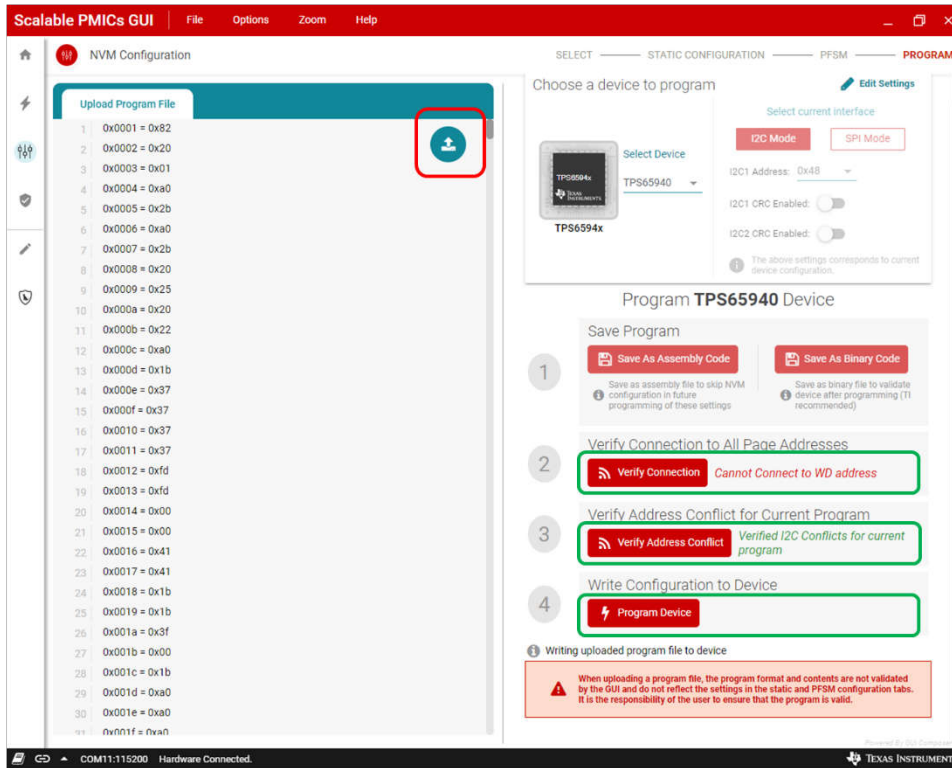 Scalable PMICs GUI File Options Zoom Help
NVM Configuration
SELECT STATIC CONFIGURATION PFSM PROGRAM
Upload Program File
1 0x0001 = 0x82
2 0x0002 = 0x20
3 0x0003 = 0x01
4 0x0004 = 0xa0
5 0x0005 = 0x2b
6 0x0006 = 0xa0
7 0x0007 = 0x2b
8 0x0008 = 0x20
9 0x0009 = 0x25
10 0x000a = 0x20
11 0x000b = 0x22
12 0x000c = 0xa0
13 0x000d = 0x1b
14 0x000e = 0x37
15 0x000f = 0x37
16 0x0010 = 0x37
17 0x0011 = 0x37
18 0x0012 = 0xfd
19 0x0013 = 0xfd
20 0x0014 = 0x00
21 0x0015 = 0x00
22 0x0016 = 0x41
23 0x0017 = 0x41
24 0x0018 = 0x1b
25 0x0019 = 0x1b
26 0x001a = 0x3f
27 0x001b = 0x00
28 0x001c = 0x1b
29 0x001d = 0xa0
30 0x001e = 0xa0
31 0x001f = 0xa0
Choose a device to program
Edit Settings
Select current interface
I2C Mode SPI Mode
Select Device
TPS65940
TPS6594x
TEXAS INSTRUMENTS
TPS6594x
I2C1 Address: 0x48
I2C1 CRC Enabled:
I2C2 CRC Enabled:
The above settings corresponds to current
device configuration.
Program TPS65940 Device
1
Save Program
Save As Assembly Code
Save as assembly file to skip NVM
configuration in future
programming of these settings
Save As Binary Code
Save as binary file to validate
device after programming (TI
recommended)
2
Verify Connection to All Page Addresses
Verify Connection Cannot Connect to WD address
3
Verify Address Conflict for Current Program
Verify Address Conflict
Verified I2C Conflicts for current
program
4
Write Configuration to Device
Program Device
Writing uploaded program file to device
When uploading a program file, the program format and contents are not validated
by the GUI and do not reflect the settings in the static and PFSM configuration tabs.
It is the responsibility of the user to ensure that the program is valid.
Powered By GUI Composer
COM11:115200 Hardware Connected.
TEXAS INSTRUMENT